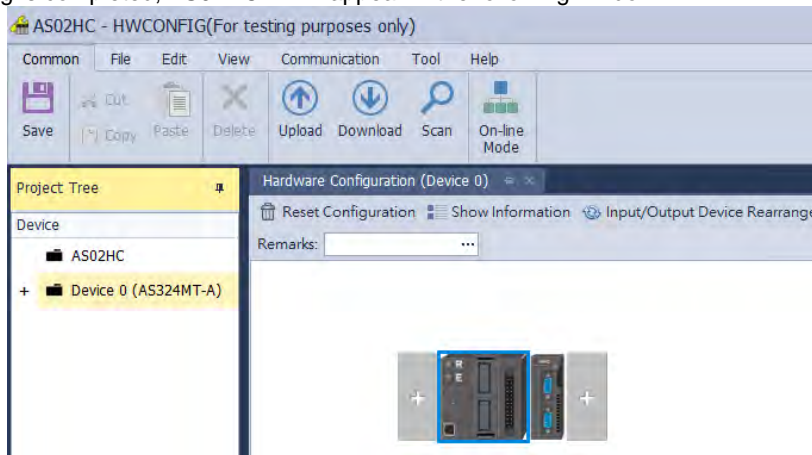 AS02HC - HWCONFIG(For testing purposes only)
Common File Edit View Communication Tool Help
Save Cut Copy Paste Delete Upload Download Scan On-line Mode
Project Tree
Hardware Configuration (Device 0)
Reset Configuration Show Information Input/Output Device Rearrange
Device
Remarks: ...
AS02HC
+ Device 0 (AS324MT-A)
R
E
+ +